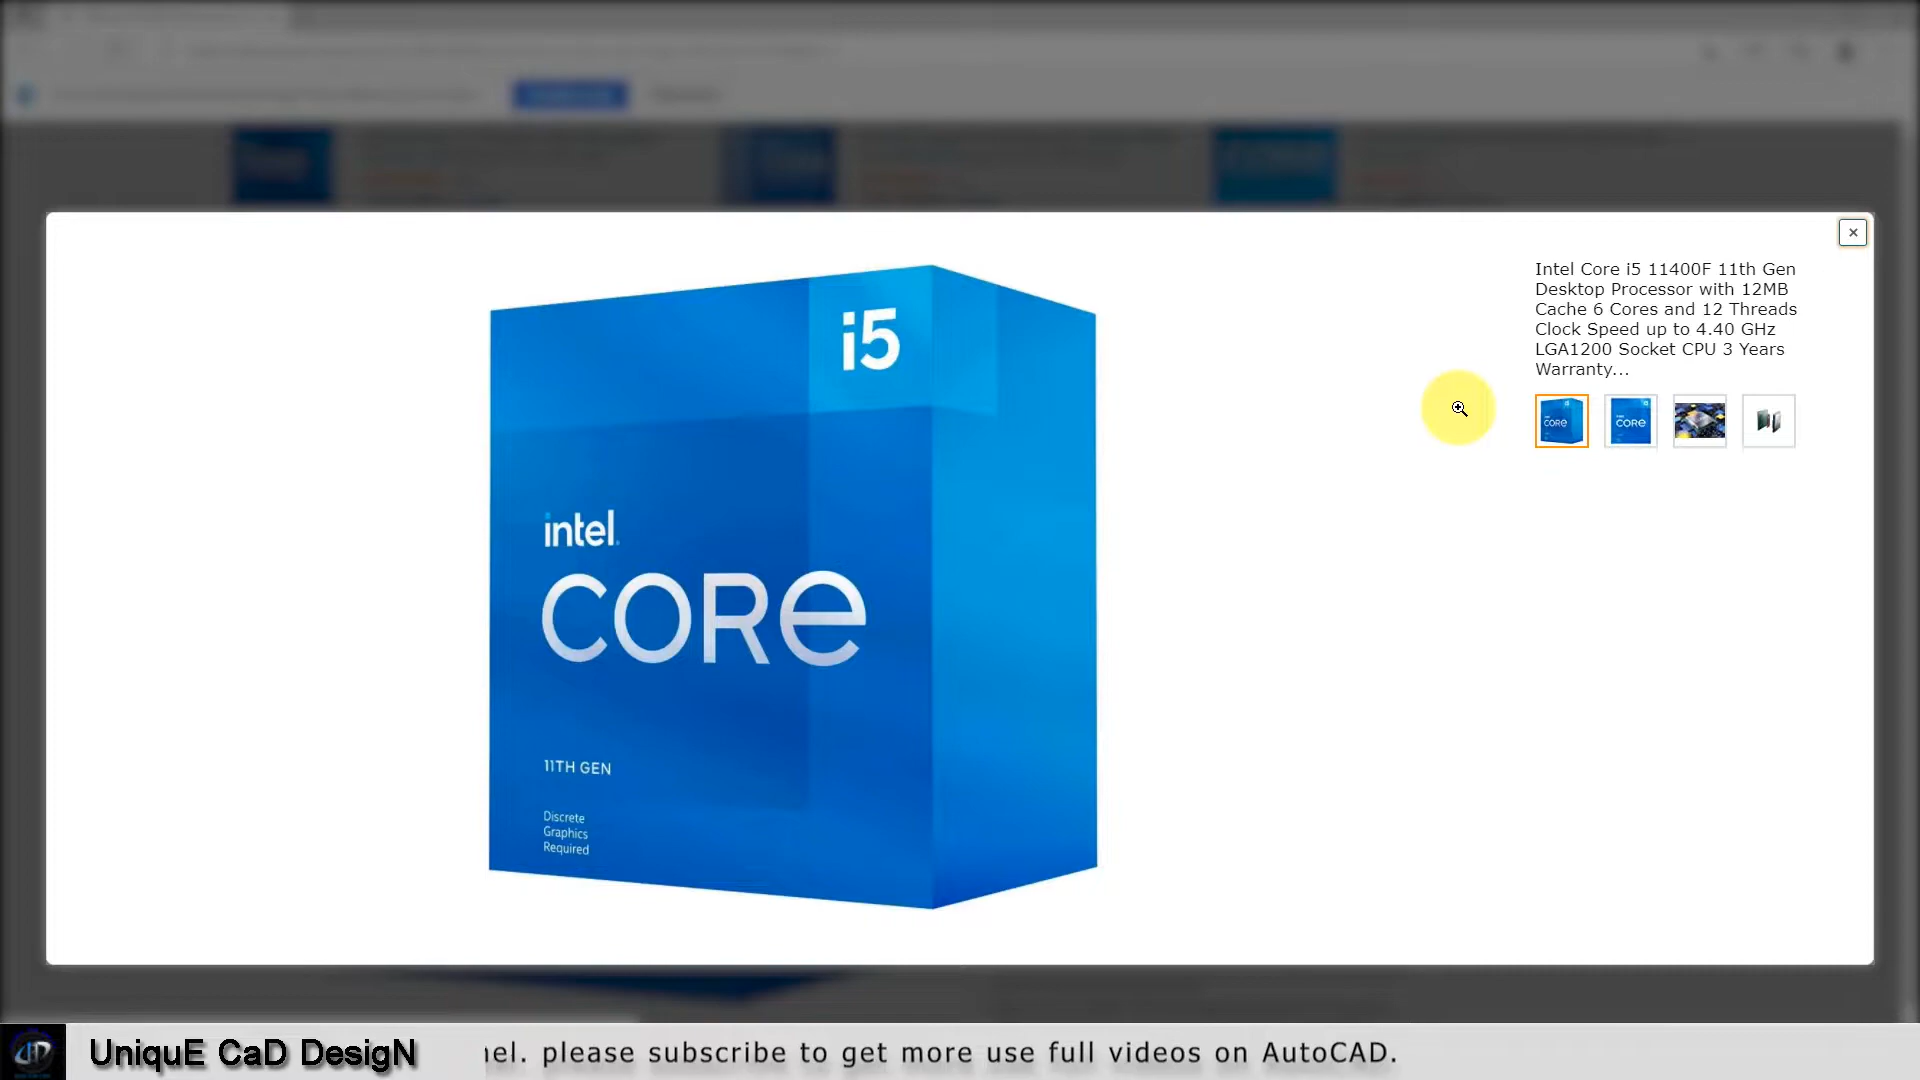 Intel Core i5 11400F 11th Gen
Desktop Processor with 12MB
Cache 6 Cores and 12 Threads
Clock Speed up to 4.40 GHz
LGA1200 Socket CPU 3 Years
Warranty...
i5
intel.
CORE
11TH GEN
Discrete
Graphics
Required
CORE
CORE
UniquE CaD DesigN
please subscribe to get more use full videos on AutoCAD.